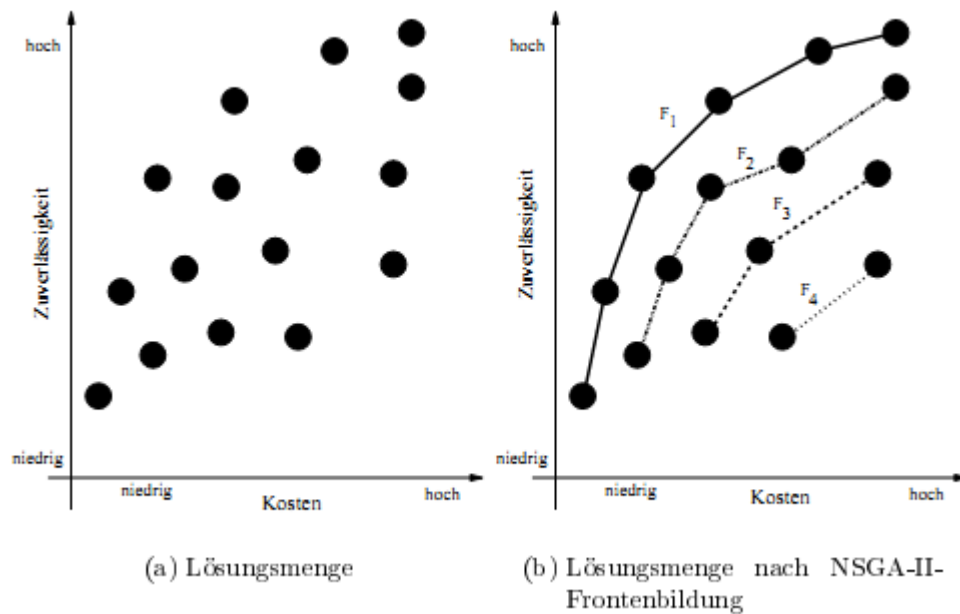 hoch
Zuverlässigkeit
niedrig
niedrig
Kosten
hoch
(a) Lösungsmenge
hoch
Zuverlässigkeit
niedrig
niedrig
Kosten
hoch
F1
F2
F3
F4
(b) Lösungsmenge nach NSGA-II-
Frontenbildung